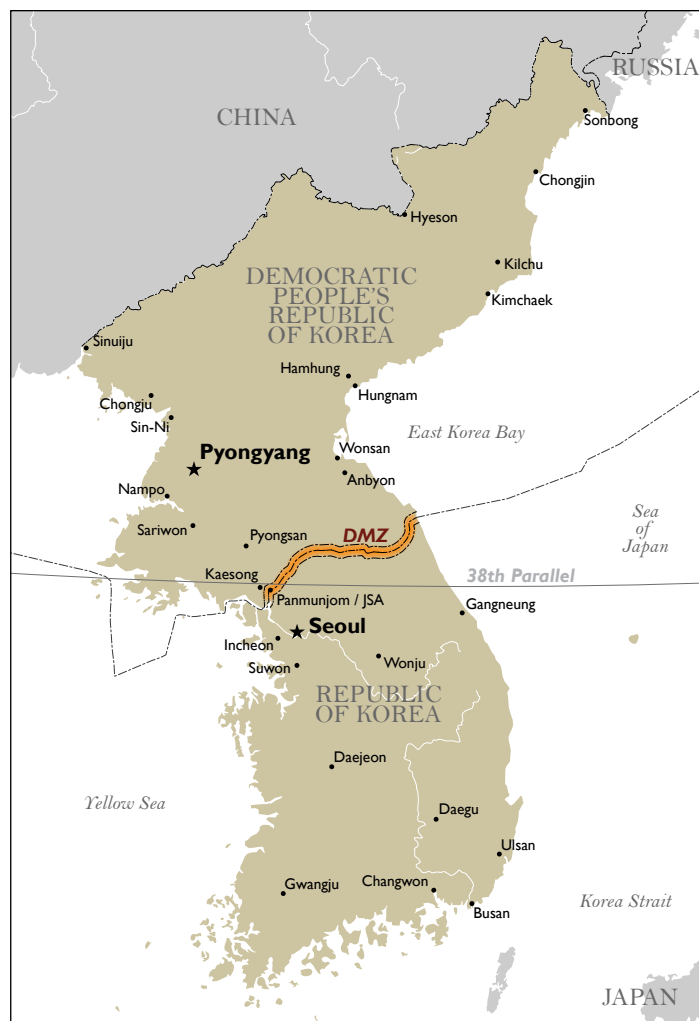 RUSSIA
CHINA
Sonbong
Chongjin
Hyeson
Kilchu
DEMOCRATIC
PEOPLE'S
REPUBLIC
OF KOREA
Kimchaek
Sinuiju
Hamhung
Hungnam
Chongju
Sin-Ni
East Korea Bay
Wonsan
Pyongyang
Anbyon
Nampo
Sea
of
Japan
Sariwon
DMZ
Pyongsan
Kaesong
38th Parallel
Panmunjom / JSA
Gangneung
Seoul
Incheon
Wonju
Suwon
REPUBLIC
OF KOREA
Daejeon
Yellow Sea
Daegu
Ulsan
Gwangju
Changwon
Korea Strait
Busan
JAPAN